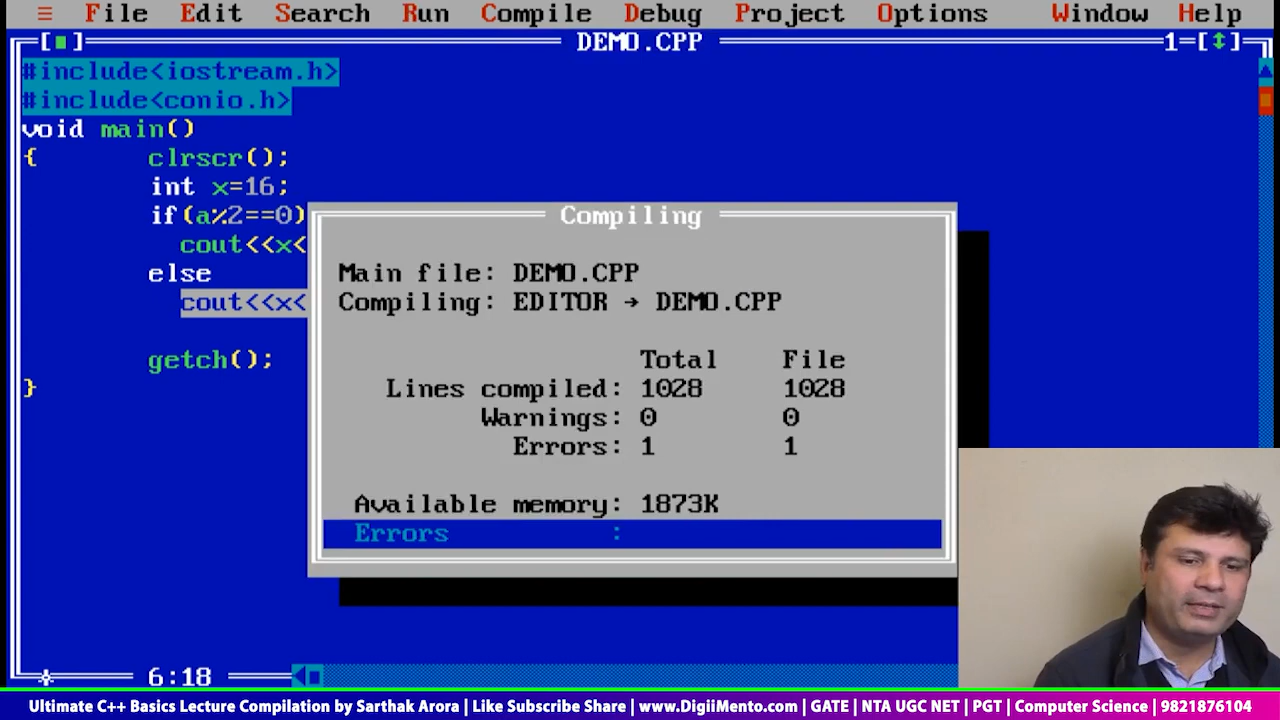 ≡ File Edit Search Run Compile Debug Project Options Window Help
[■] DEMO.CPP 1=[↕]
#include<iostream.h>
#include<conio.h>
void main()
{ clrscr();
int x=16;
if(a%2==0)
cout<<x<
else
cout<<x<
getch();
}
Compiling
Main file: DEMO.CPP
Compiling: EDITOR → DEMO.CPP
Total File
Lines compiled: 1028 1028
Warnings: 0 0
Errors: 1 1
Available memory: 1873K
Errors :
6:18
Ultimate C++ Basics Lecture Compilation by Sarthak Arora | Like Subscribe Share | www.DigiiMento.com | GATE | NTA UGC NET | PGT | Computer Science | 9821876104